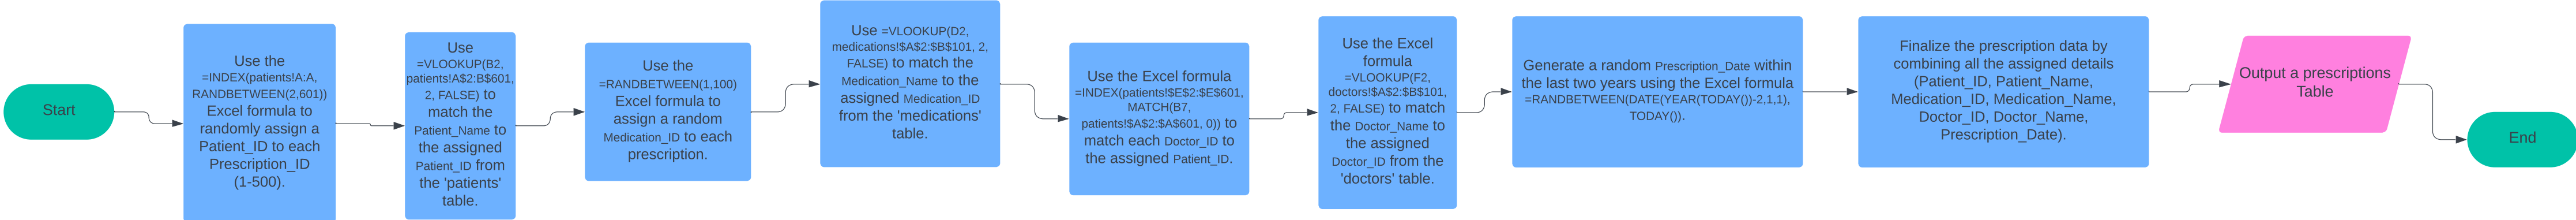 Start
Use the
=INDEX(patients!A:A,
RANDBETWEEN(2,601))
Excel formula to
randomly assign a
Patient_ID to each
Prescription_ID
(1-500).
Use
=VLOOKUP(B2,
patients!A$2:$B$601,
2, FALSE) to
match the
Patient_Name to
the assigned
Patient_ID from
the 'patients'
table.
Use the
=RANDBETWEEN(1,100)
Excel formula to
assign a random
Medication_ID to each
prescription.
Use =VLOOKUP(D2,
medications!$A$2:$B$101, 2,
FALSE) to match the
Medication_Name to the
assigned Medication_ID
from the 'medications'
table.
Use the Excel formula
=INDEX(patients!$E$2:$E$601,
MATCH(B7,
patients!$A$2:$A$601, 0)) to
match each Doctor_ID to
the assigned Patient_ID.
Use the Excel
formula
=VLOOKUP(F2,
doctors!$A$2:$B$101,
2, FALSE) to match
the Doctor_Name to
the assigned
Doctor_ID from the
'doctors' table.
Generate a random Prescription_Date within
the last two years using the Excel formula
=RANDBETWEEN(DATE(YEAR(TODAY())-2,1,1),
TODAY()).
Finalize the prescription data by
combining all the assigned details
(Patient_ID, Patient_Name,
Medication_ID, Medication_Name,
Doctor_ID, Doctor_Name,
Prescription_Date).
Output a prescriptions
Table
End